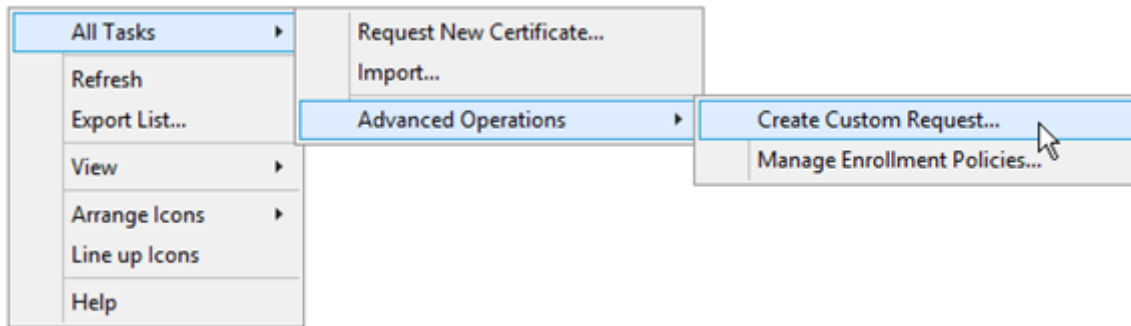 All Tasks
Refresh
Export List...
View
Arrange Icons
Line up Icons
Help
Request New Certificate...
Import...
Advanced Operations
Create Custom Request...
Manage Enrollment Policies...